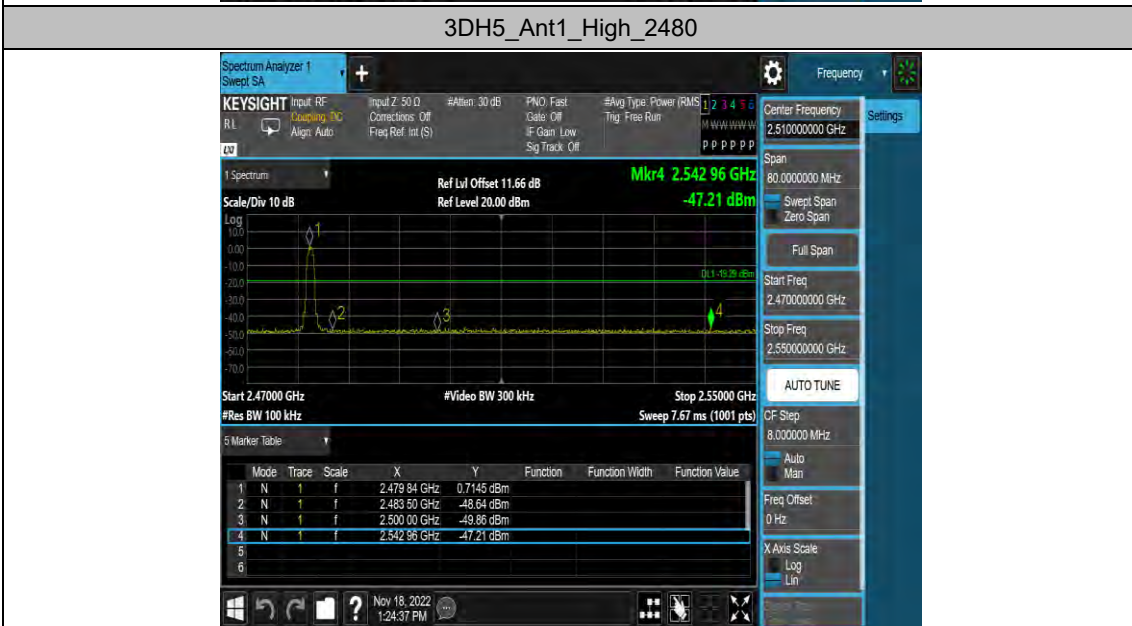 3DH5_Ant1_High_2480
Spectrum Analyzer 1
Swept SA
+
Frequency
KEYSIGHT Input: RF
RL
Coupling: DC
Align: Auto
LXI
Input Z: 50 Ω
Corrections: Off
Freq Ref: Int (S)
#Atten: 30 dB
PNO: Fast
Gate: Off
IF Gain: Low
Sig Track: Off
#Avg Type: Power (RMS
Trig: Free Run
1 2 3 4 5 6
M W W W W W
P P P P P P
Center Frequency
2.510000000 GHz
Settings
Span
80.0000000 MHz
Swept Span
Zero Span
Full Span
Start Freq
2.470000000 GHz
Stop Freq
2.550000000 GHz
AUTO TUNE
CF Step
8.000000 MHz
Auto
Man
Freq Offset
0 Hz
X Axis Scale
Log
Lin
1 Spectrum
Scale/Div 10 dB
Ref Lvl Offset 11.66 dB
Ref Level 20.00 dBm
Mkr4 2.542 96 GHz
-47.21 dBm
Log
10.0
0.00
-10.0
-20.0
-30.0
-40.0
-50.0
-60.0
-70.0
1
2
3
4
DL1 -19.29 dBm
Start 2.47000 GHz
#Res BW 100 kHz
#Video BW 300 kHz
Stop 2.55000 GHz
Sweep 7.67 ms (1001 pts)
5 Marker Table
Mode Trace Scale X Y Function Function Width Function Value
1 N 1 f 2.479 84 GHz 0.7145 dBm
2 N 1 f 2.483 50 GHz -48.64 dBm
3 N 1 f 2.500 00 GHz -49.86 dBm
4 N 1 f 2.542 96 GHz -47.21 dBm
5
6
? Nov 18, 2022
1:24:37 PM